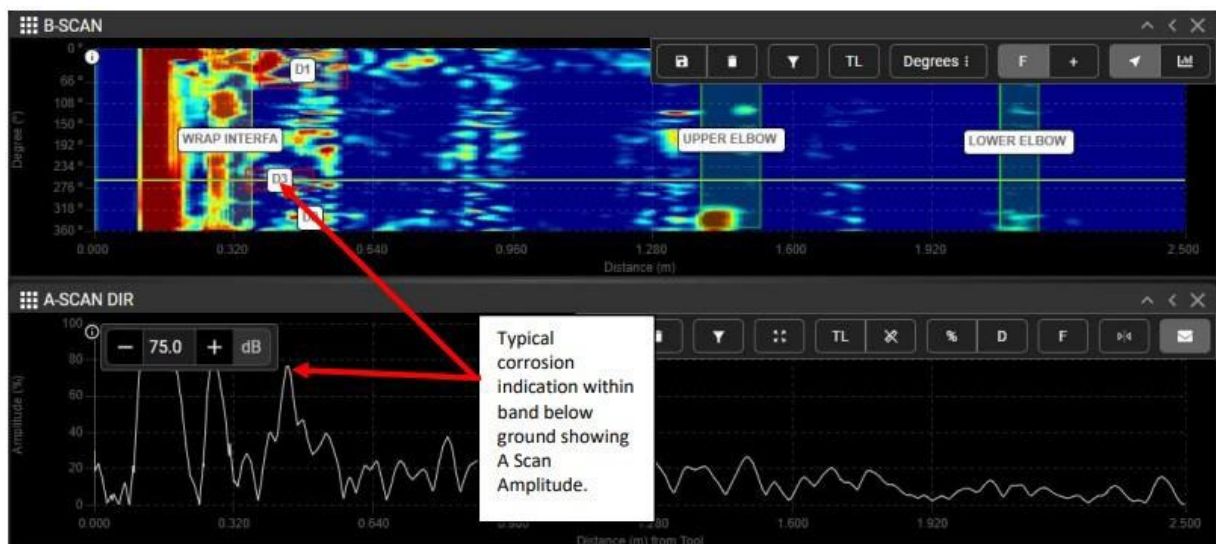 B-SCAN
TL Degrees F +
0°
66°
108°
150°
192°
234°
276°
318°
360°
Degree (°)
D1
WRAP INTERFA
UPPER ELBOW
LOWER ELBOW
D3
0.000 0.320 0.640 0.960 1.280 1.600 1.920 2.500
Distance (m)
A-SCAN DIR
− 75.0 + dB
TL % D F
100
80
60
40
20
0
Amplitude (%)
Typical
corrosion
indication within
band below
ground showing
A Scan
Amplitude.
0.000 0.320 0.640 1.600 1.920 2.500
Distance (m) from Tool